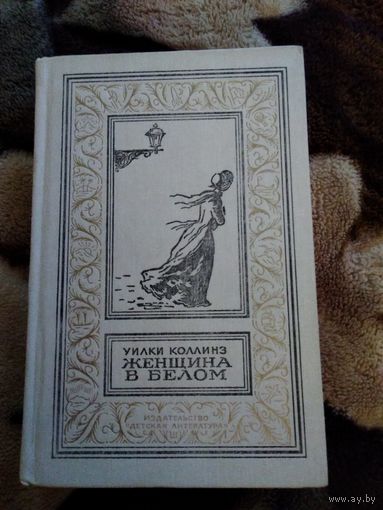 УИЛКИ КОЛЛИНЗ
ЖЕНЩИНА
В БЕЛОМ
ИЗДАТЕЛЬСТВО
"ДЕТСКАЯ ЛИТЕРАТУРА"
www.ay.by